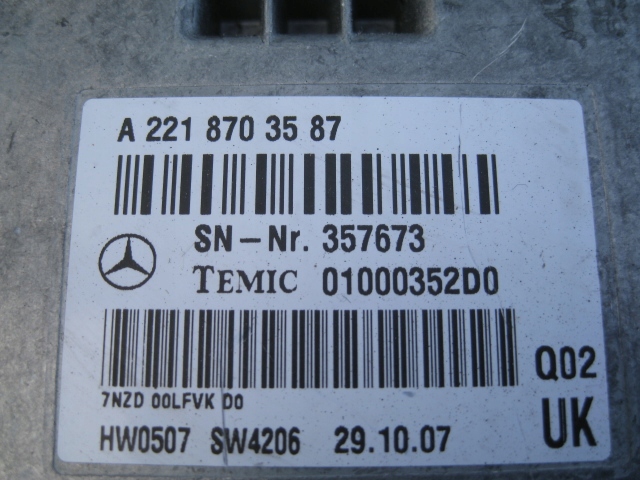 A 221 870 35 87
SN-Nr. 357673
TEMIC 01000352D0
Q02
7NZD 00LFVK D0
HW0507 SW4206 29.10.07
UK